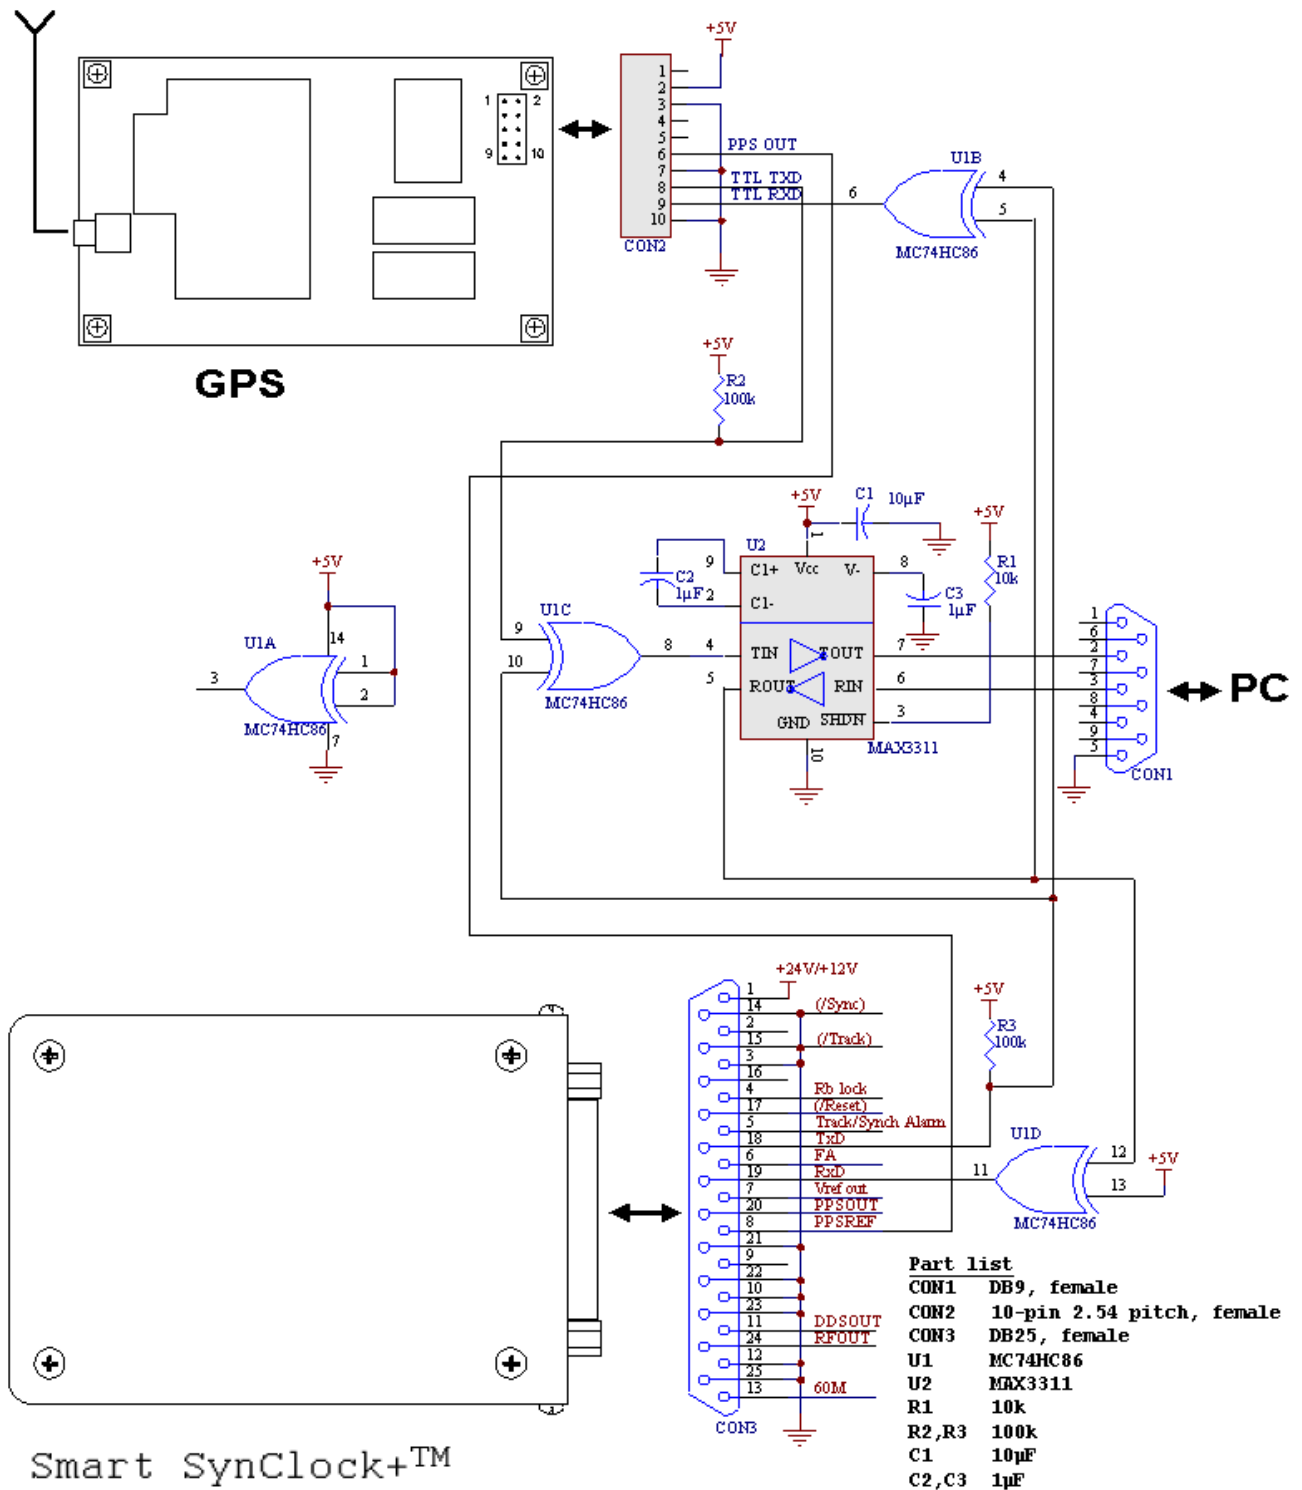 +5V
1
2
3
4
5
6
7
8
9
10
PPS OUT
TTL TXD
TTL RXD
CON2
1 2
9 10
GPS
U1B
4
5
6
MC74HC86
+5V
R2
100k
+5V
C1 10µF
+5V
R1
10k
U2
1
9 C1+ Vcc V- 8
C2
1µF
2 C1-
C3
1µF
4 TIN TOUT 7
5 ROUT RIN 6
GND SHDN 3
10
MAX3311
U1C
9
10
8
MC74HC86
+5V
U1A
14
3
1
2
MC74HC86
7
1
6
2
7
3
8
4
9
5
CON1
PC
+24V/+12V
1
14 (/Sync)
2
15 (/Track)
3
16
4 Rb lock
17 (/Reset)
5 Track/Synch Alarm
18 TxD
6 FA
19 RxD
7 Vref out
20 PPSOUT
8 PPSREF
21
9
22
10
23
11 DDSOUT
24 RFOUT
12
25
13 60M
CON3
+5V
R3
100k
U1D
11
12
13
+5V
MC74HC86
Smart SynClock+TM
Part list
CON1 DB9, female
CON2 10-pin 2.54 pitch, female
CON3 DB25, female
U1 MC74HC86
U2 MAX3311
R1 10k
R2,R3 100k
C1 10µF
C2,C3 1µF